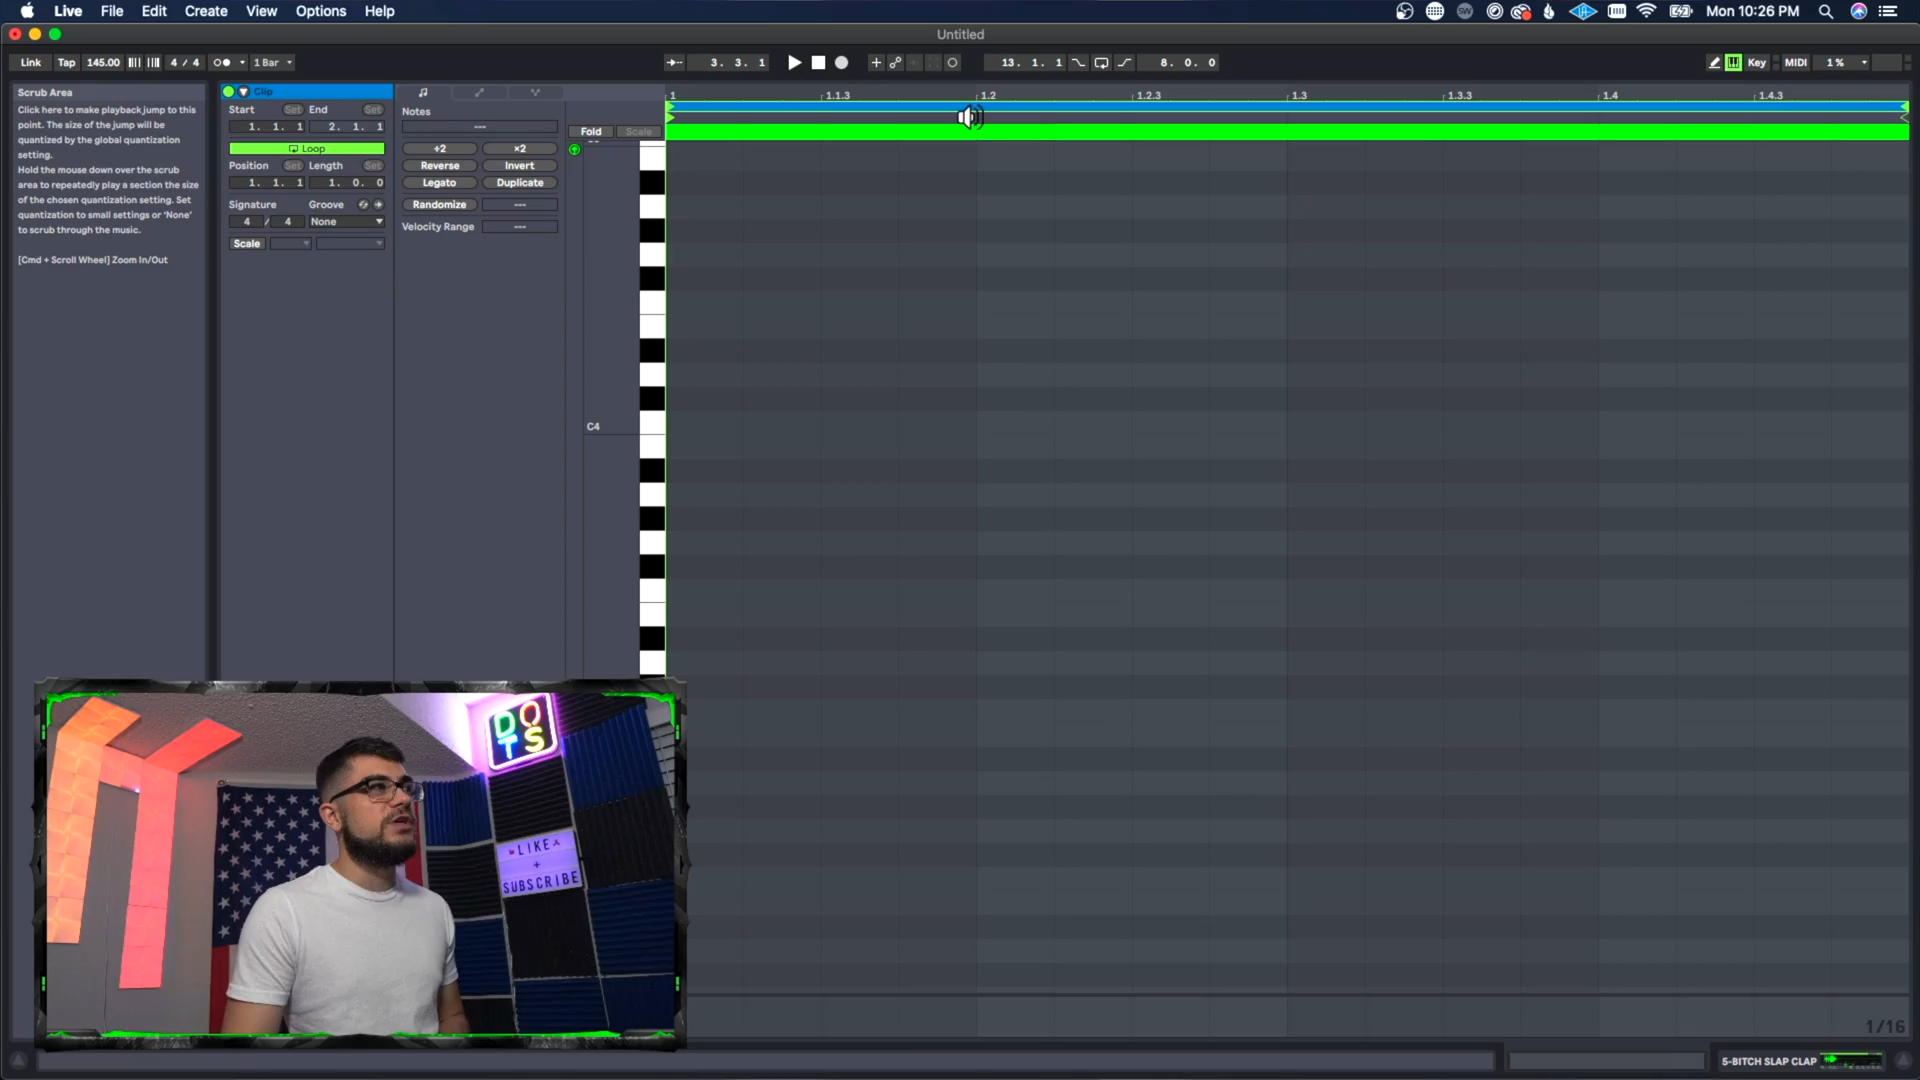 Live File Edit Create View Options Help
Mon 10:26 PM
Untitled
Link Tap 145.00 4 / 4 1 Bar
3. 3. 1
13. 1. 1
8. 0. 0
Key MIDI 1 %
Scrub Area
Click here to make playback jump to this
point. The size of the jump will be
quantized by the global quantization
setting.
Hold the mouse down over the scrub
area to repeatedly play a section the size
of the chosen quantization setting. Set
quantization to small settings or 'None'
to scrub through the music.
[Cmd + Scroll Wheel] Zoom In/Out
Clip
Start Set End Set
1. 1. 1 2. 1. 1
Loop
Position Set Length Set
1. 1. 1 1. 0. 0
Signature Groove
4 / 4 None
Scale
Notes
---
÷2 ×2
Reverse Invert
Legato Duplicate
Randomize ---
Velocity Range ---
Fold Scale
1 1.1.3 1.2 1.2.3 1.3 1.3.3 1.4 1.4.3
C4
DO
TS
LIKE
+
SUBSCRIBE
1/16
5-BITCH SLAP CLAP